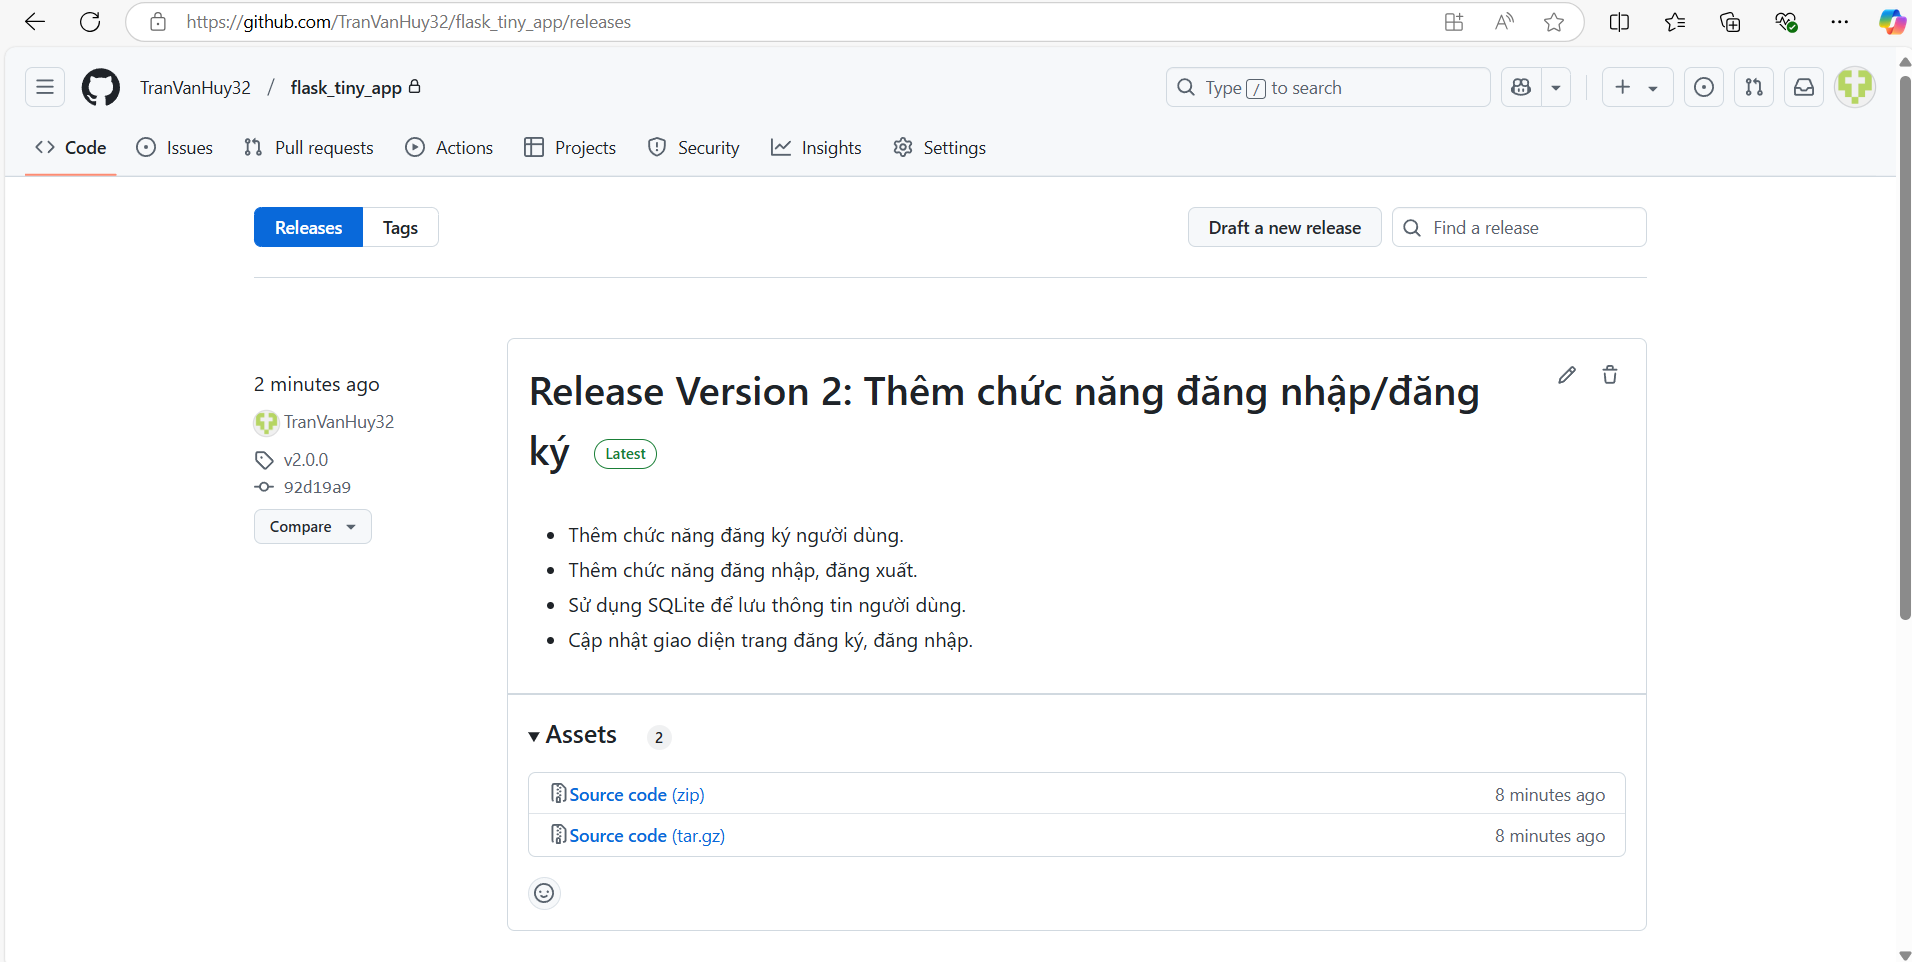 https://github.com/TranVanHuy32/flask_tiny_app/releases
TranVanHuy32 / flask_tiny_app
Type / to search
Code
Issues
Pull requests
Actions
Projects
Security
Insights
Settings
Releases
Tags
Draft a new release
Find a release
2 minutes ago
TranVanHuy32
v2.0.0
92d19a9
Compare
Release Version 2: Thêm chức năng đăng nhập/đăng
ký Latest
Thêm chức năng đăng ký người dùng.
Thêm chức năng đăng nhập, đăng xuất.
Sử dụng SQLite để lưu thông tin người dùng.
Cập nhật giao diện trang đăng ký, đăng nhập.
Assets 2
Source code (zip) 8 minutes ago
Source code (tar.gz) 8 minutes ago